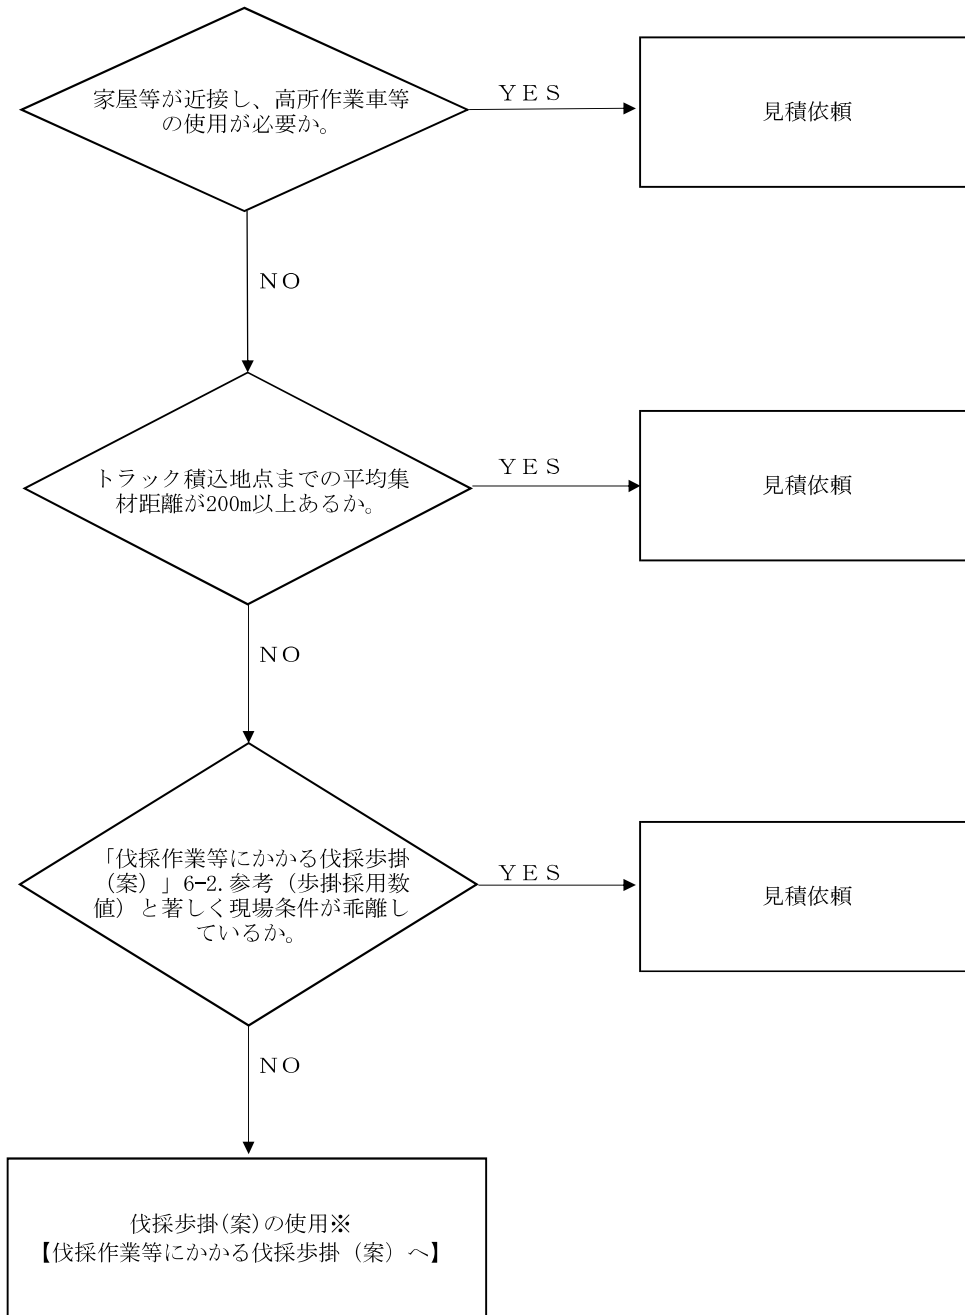 家屋等が近接し、高所作業車等
の使用が必要か。
ＹＥＳ
見積依頼
ＮＯ
トラック積込地点までの平均集
材距離が200m以上あるか。
ＹＥＳ
見積依頼
ＮＯ
「伐採作業等にかかる伐採歩掛
（案）」6-2.参考（歩掛採用数
値）と著しく現場条件が乖離し
ているか。
ＹＥＳ
見積依頼
ＮＯ
伐採歩掛(案)の使用※
【伐採作業等にかかる伐採歩掛（案）へ】